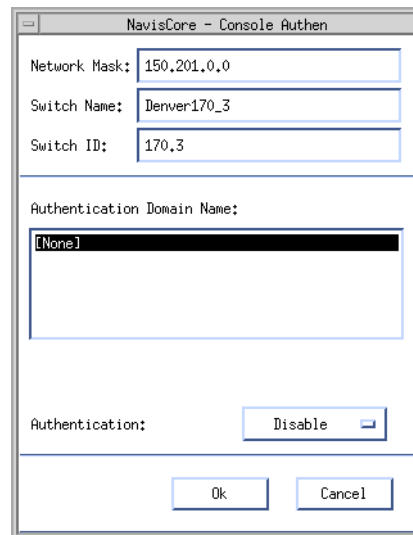 NavisCore - Console Authen
Network Mask: 150.201.0.0
Switch Name: Denver170_3
Switch ID: 170.3
Authentication Domain Name:
[None]
Authentication: Disable
Ok Cancel